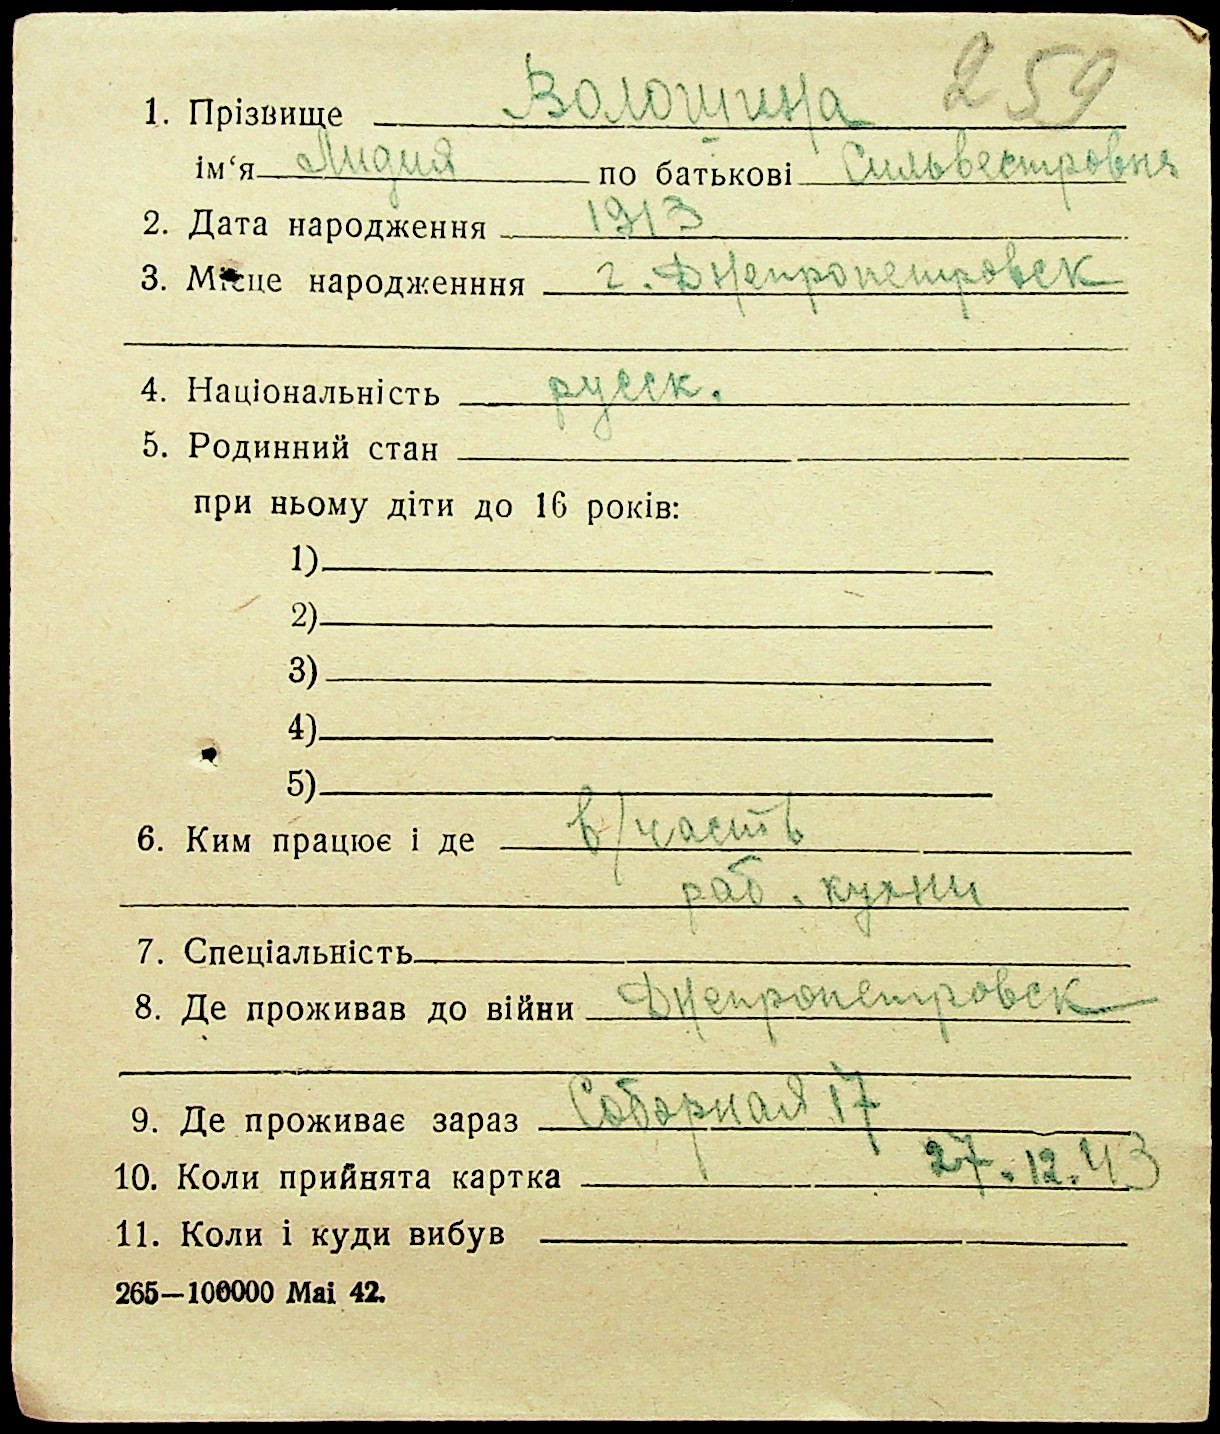 259
1. Прізвище Волошина
ім‘я Лидия по батькові Сильвестровна
2. Дата народження 1913
3. Місце народженння г. Днепропетровск
4. Національність русск.
5. Родинний стан
при ньому діти до 16 років:
1)
2)
3)
4)
5)
6. Ким працює і де в/часть
раб. кухни
7. Спеціальність
8. Де проживав до війни Днепропетровск
9. Де проживає зараз Соборная 17
10. Коли прийнята картка 27.12.43
11. Коли і куди вибув
265—100000 Mai 42.